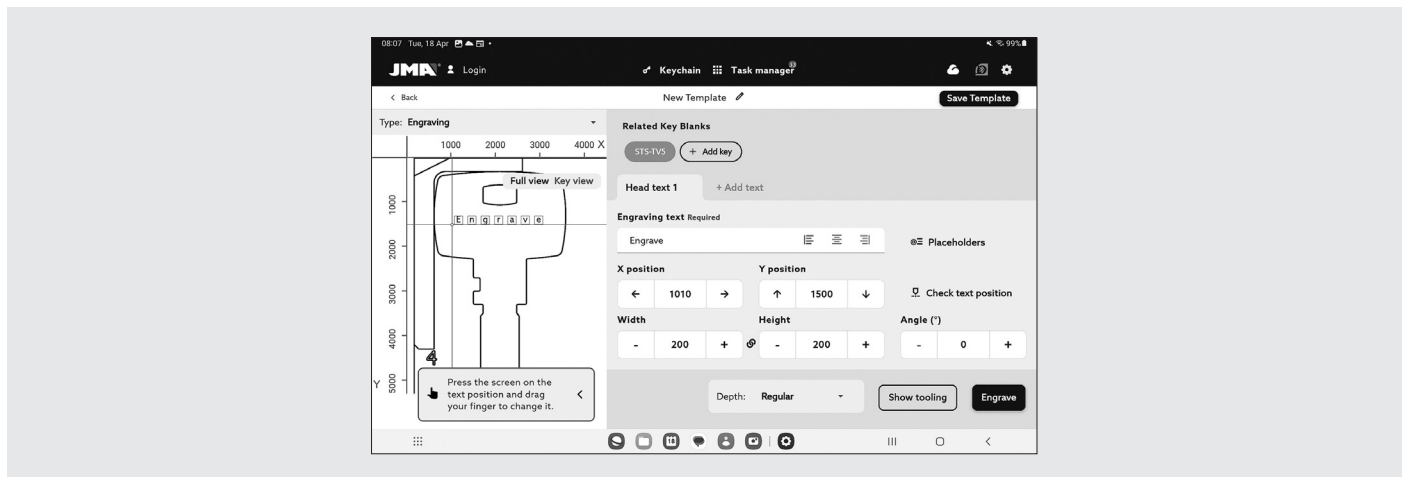 08:07 Tue, 18 Apr
99%
JMA Login
Keychain Task manager 33
< Back
New Template
Save Template
Type: Engraving
1000 2000 3000 4000 X
1000
2000
3000
4000
5000
Y
Full view Key view
Engrave
4
Press the screen on the
text position and drag
your finger to change it.
Related Key Blanks
STS-TV5 + Add key
Head text 1 + Add text
Engraving text Required
Engrave
Placeholders
X position Y position
1010 1500
Check text position
Width Height Angle (°)
- 200 + - 200 + - 0 +
Depth: Regular
Show tooling
Engrave
18